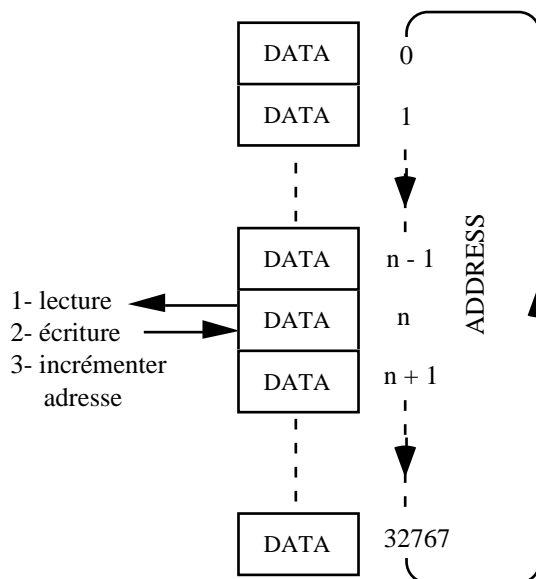 DATA 0
DATA 1
DATA n - 1
1- lecture
2- écriture
3- incrémenter
adresse
DATA n
DATA n + 1
DATA 32767
ADDRESS